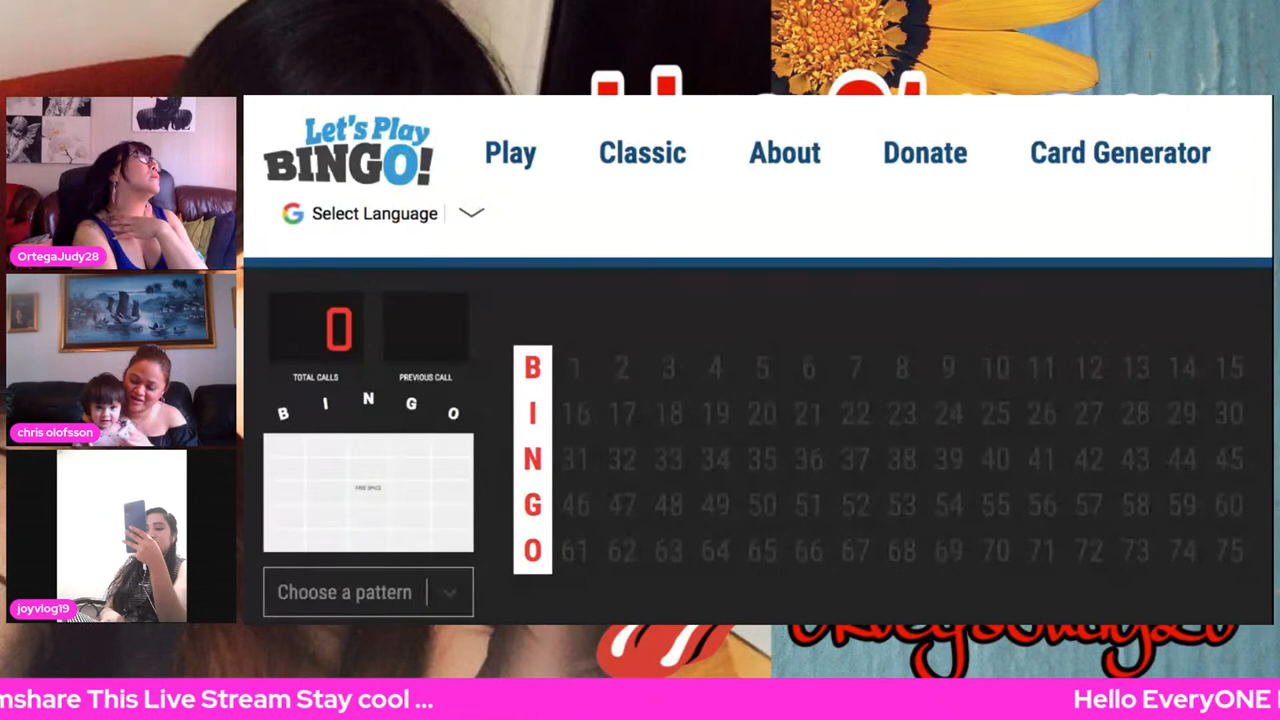 Let's Play
BINGO!
Play Classic About Donate Card Generator
Select Language
OrtegaJudy28
chris olofsson
joyvlog19
0
TOTAL CALLS PREVIOUS CALL
B I N G O
FREE SPACE
Choose a pattern
B 1 2 3 4 5 6 7 8 9 10 11 12 13 14 15
I 16 17 18 19 20 21 22 23 24 25 26 27 28 29 30
N 31 32 33 34 35 36 37 38 39 40 41 42 43 44 45
G 46 47 48 49 50 51 52 53 54 55 56 57 58 59 60
O 61 62 63 64 65 66 67 68 69 70 71 72 73 74 75
mshare This Live Stream Stay cool ... Hello EveryONE